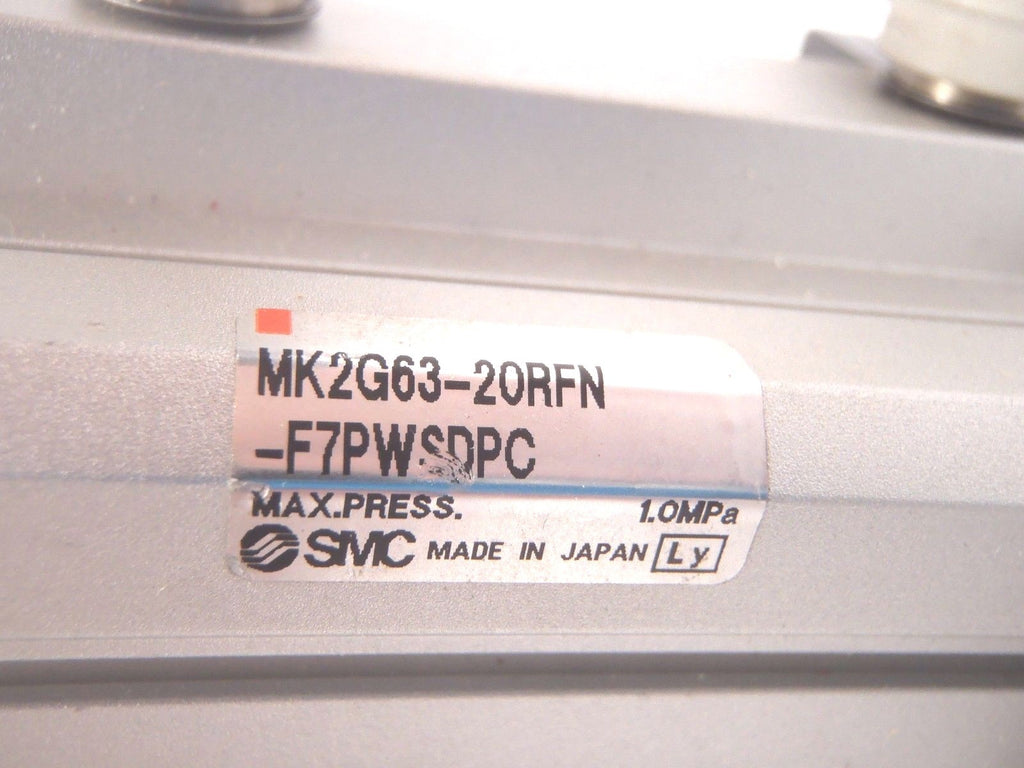 MK2G63-20RFN
-F7PWSDPC
MAX.PRESS. 1.0MPa
SMC MADE IN JAPAN Ly